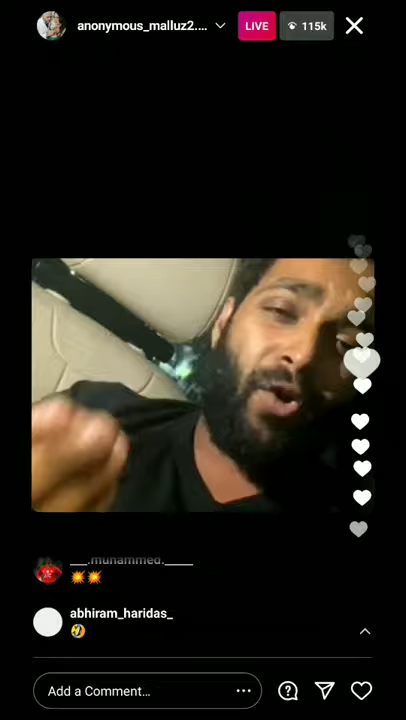 anonymous_malluz2....
LIVE
115k
___.muhammed._____
abhiram_haridas_
Add a Comment...